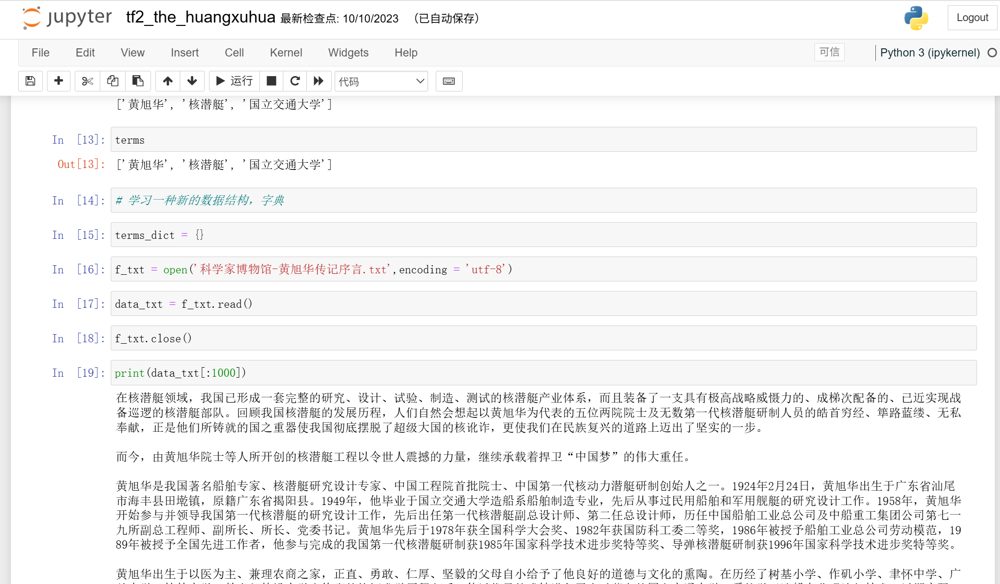 jupyter tf2_the_huangxuhua 最新检查点: 10/10/2023 （已自动保存） Logout
File Edit View Insert Cell Kernel Widgets Help 可信 Python 3 (ipykernel)
运行 代码
['黄旭华', '核潜艇', '国立交通大学']
In [13]: terms
Out[13]: ['黄旭华', '核潜艇', '国立交通大学']
In [14]: # 学习一种新的数据结构，字典
In [15]: terms_dict = {}
In [16]: f_txt = open('科学家博物馆-黄旭华传记序言.txt',encoding = 'utf-8')
In [17]: data_txt = f_txt.read()
In [18]: f_txt.close()
In [19]: print(data_txt[:1000])
在核潜艇领域，我国已形成一套完整的研究、设计、试验、制造、测试的核潜艇产业体系，而且装备了一支具有极高战略威慑力的、成梯次配备的、已近实现战
备巡逻的核潜艇部队。回顾我国核潜艇的发展历程，人们自然会想起以黄旭华为代表的五位两院院士及无数第一代核潜艇研制人员的皓首穷经、筚路蓝缕、无私
奉献，正是他们所铸就的国之重器使我国彻底摆脱了超级大国的核讹诈，更使我们在民族复兴的道路上迈出了坚实的一步。
而今，由黄旭华院士等人所开创的核潜艇工程以令世人震撼的力量，继续承载着捍卫“中国梦”的伟大重任。
黄旭华是我国著名船舶专家、核潜艇研究设计专家、中国工程院首批院士、中国第一代核动力潜艇研制创始人之一。1924年2月24日，黄旭华出生于广东省汕尾
市海丰县田墘镇，原籍广东省揭阳县。1949年，他毕业于国立交通大学造船系船舶制造专业，先后从事过民用船舶和军用舰艇的研究设计工作。1958年，黄旭华
开始参与并领导我国第一代核潜艇的研究设计工作，先后出任第一代核潜艇副总设计师、第二任总设计师，历任中国船舶工业总公司及中船重工集团公司第七一
九所副总工程师、副所长、所长、党委书记。黄旭华先后于1978年获全国科学大会奖、1982年获国防科工委二等奖，1986年被授予船舶工业总公司劳动模范，19
89年被授予全国先进工作者，他参与完成的我国第一代核潜艇研制获1985年国家科学技术进步奖特等奖、导弹核潜艇研制获1996年国家科学技术进步奖特等奖。
黄旭华出生于以医为主、兼理农商之家，正直、勇敢、仁厚、坚毅的父母自小给予了他良好的道德与文化的熏陶。在历经了树基小学、作矶小学、聿怀中学、广